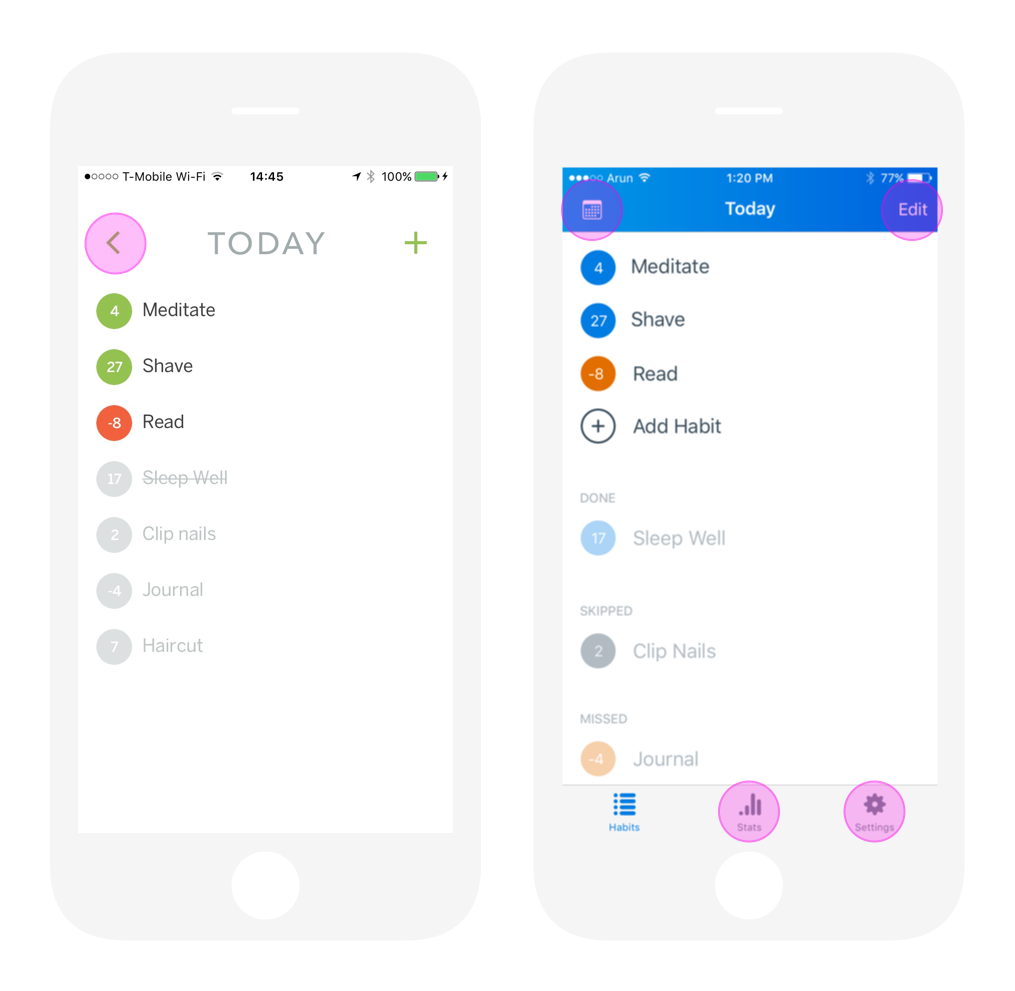 T-Mobile Wi-Fi 14:45 100%
TODAY
4 Meditate
27 Shave
-8 Read
17 Sleep Well
2 Clip nails
-4 Journal
7 Haircut
Arun 1:20 PM 77%
Today Edit
4 Meditate
27 Shave
-8 Read
+ Add Habit
DONE
17 Sleep Well
SKIPPED
2 Clip Nails
MISSED
-4 Journal
Habits Stats Settings